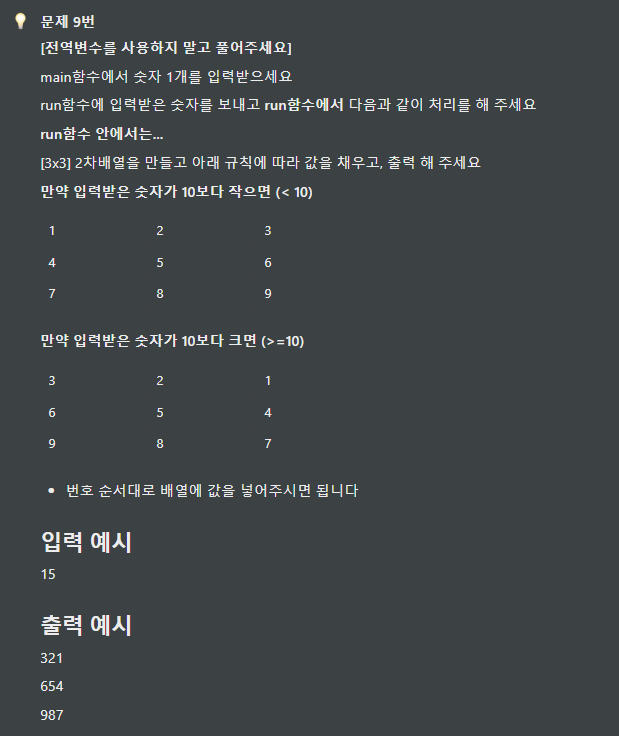 문제 9번
[전역변수를 사용하지 말고 풀어주세요]
main함수에서 숫자 1개를 입력받으세요
run함수에 입력받은 숫자를 보내고 run함수에서 다음과 같이 처리를 해 주세요
run함수 안에서는...
[3x3] 2차배열을 만들고 아래 규칙에 따라 값을 채우고, 출력 해 주세요
만약 입력받은 숫자가 10보다 작으면 (< 10)
1 2 3
4 5 6
7 8 9
만약 입력받은 숫자가 10보다 크면 (>=10)
3 2 1
6 5 4
9 8 7
• 번호 순서대로 배열에 값을 넣어주시면 됩니다
입력 예시
15
출력 예시
321
654
987